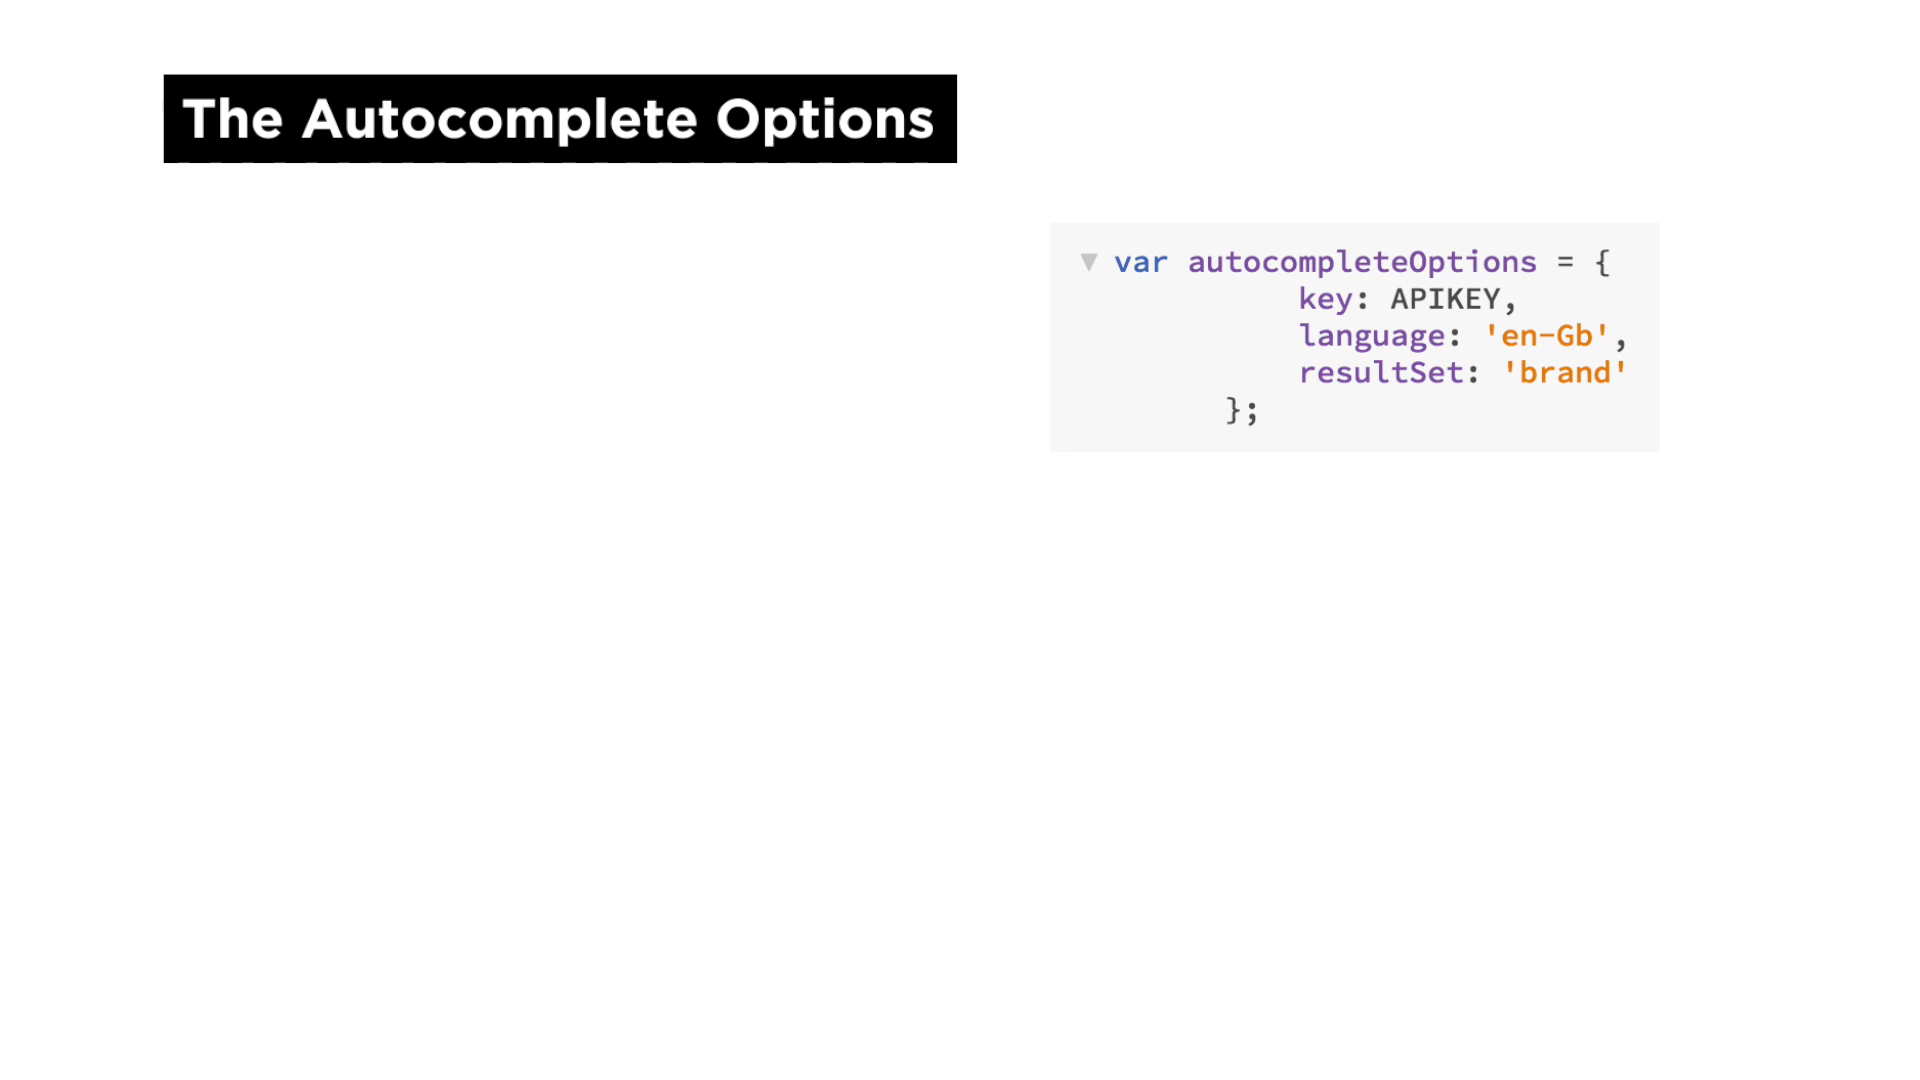 The Autocomplete Options
var autocompleteOptions = {
key: APIKEY,
language: 'en-Gb',
resultSet: 'brand'
};